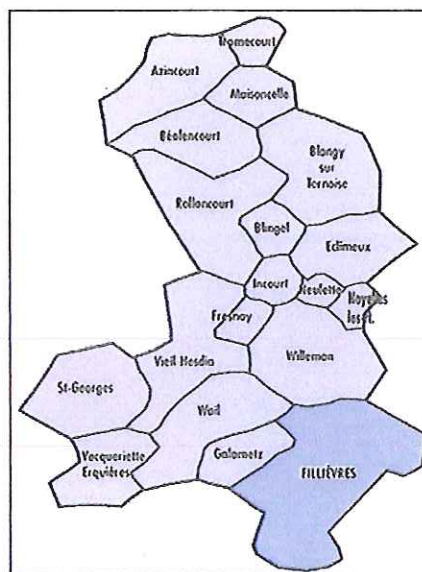 Tramecourt
Azincourt
Maisoncelle
Béalencourt
Blangy
sur
Ternoise
Rollancourt
Blingel
Eclimeux
Incourt
Neulette
Noyelles
les-H.
Fresnoy
Vieil Hesdin
Willeman
St-Georges
Wail
Vacqueriette
Erquières
Galametz
FILLIÈVRES